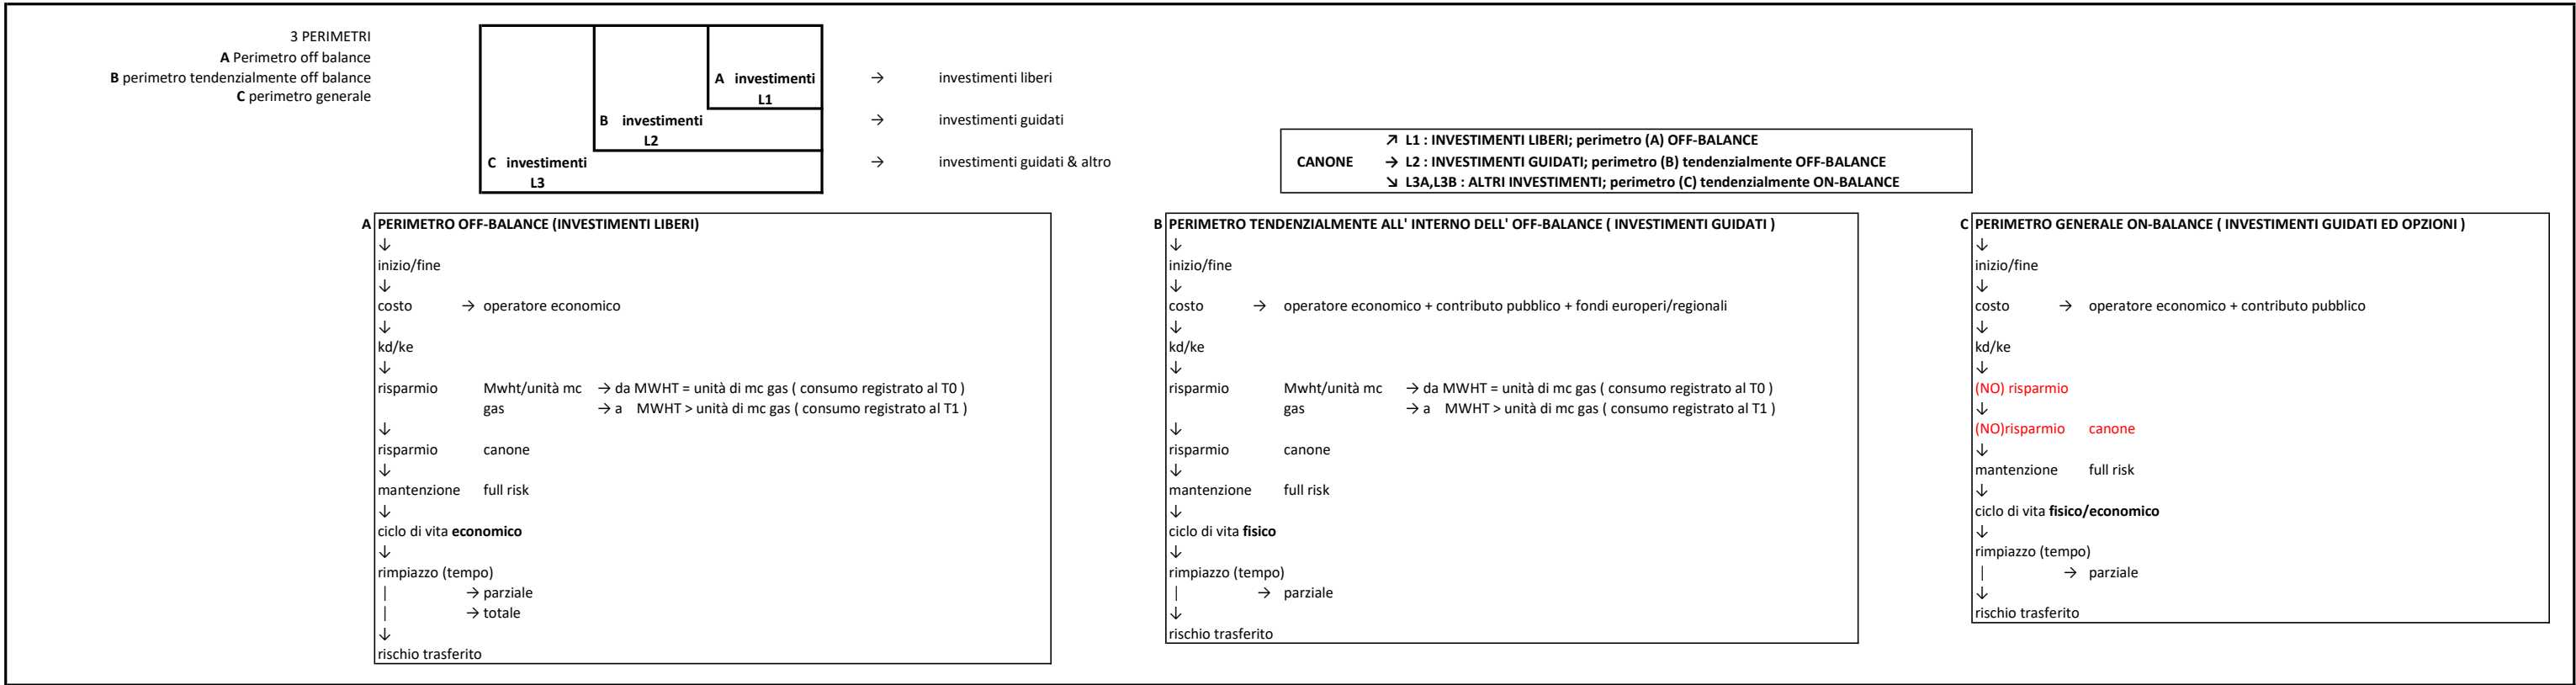 3 PERIMETRI
A Perimetro off balance
B perimetro tendenzialmente off balance
C perimetro generale
A investimenti → investimenti liberi
L1
B investimenti → investimenti guidati
L2
C investimenti → investimenti guidati & altro
L3
↗ L1 : INVESTIMENTI LIBERI; perimetro (A) OFF-BALANCE
CANONE → L2 : INVESTIMENTI GUIDATI; perimetro (B) tendenzialmente OFF-BALANCE
↘ L3A,L3B : ALTRI INVESTIMENTI; perimetro (C) tendenzialmente ON-BALANCE
A PERIMETRO OFF-BALANCE (INVESTIMENTI LIBERI)
↓
inizio/fine
↓
costo → operatore economico
↓
kd/ke
↓
risparmio Mwht/unità mc → da MWHT = unità di mc gas ( consumo registrato al T0 )
gas → a MWHT > unità di mc gas ( consumo registrato al T1 )
↓
risparmio canone
↓
mantenzione full risk
↓
ciclo di vita economico
↓
rimpiazzo (tempo)
| → parziale
| → totale
↓
rischio trasferito
B PERIMETRO TENDENZIALMENTE ALL' INTERNO DELL' OFF-BALANCE ( INVESTIMENTI GUIDATI )
↓
inizio/fine
↓
costo → operatore economico + contributo pubblico + fondi europeri/regionali
↓
kd/ke
↓
risparmio Mwht/unità mc → da MWHT = unità di mc gas ( consumo registrato al T0 )
gas → a MWHT > unità di mc gas ( consumo registrato al T1 )
↓
risparmio canone
↓
mantenzione full risk
↓
ciclo di vita fisico
↓
rimpiazzo (tempo)
| → parziale
↓
rischio trasferito
C PERIMETRO GENERALE ON-BALANCE ( INVESTIMENTI GUIDATI ED OPZIONI )
↓
inizio/fine
↓
costo → operatore economico + contributo pubblico
↓
kd/ke
↓
(NO) risparmio
↓
(NO)risparmio canone
↓
mantenzione full risk
↓
ciclo di vita fisico/economico
↓
rimpiazzo (tempo)
| → parziale
↓
rischio trasferito